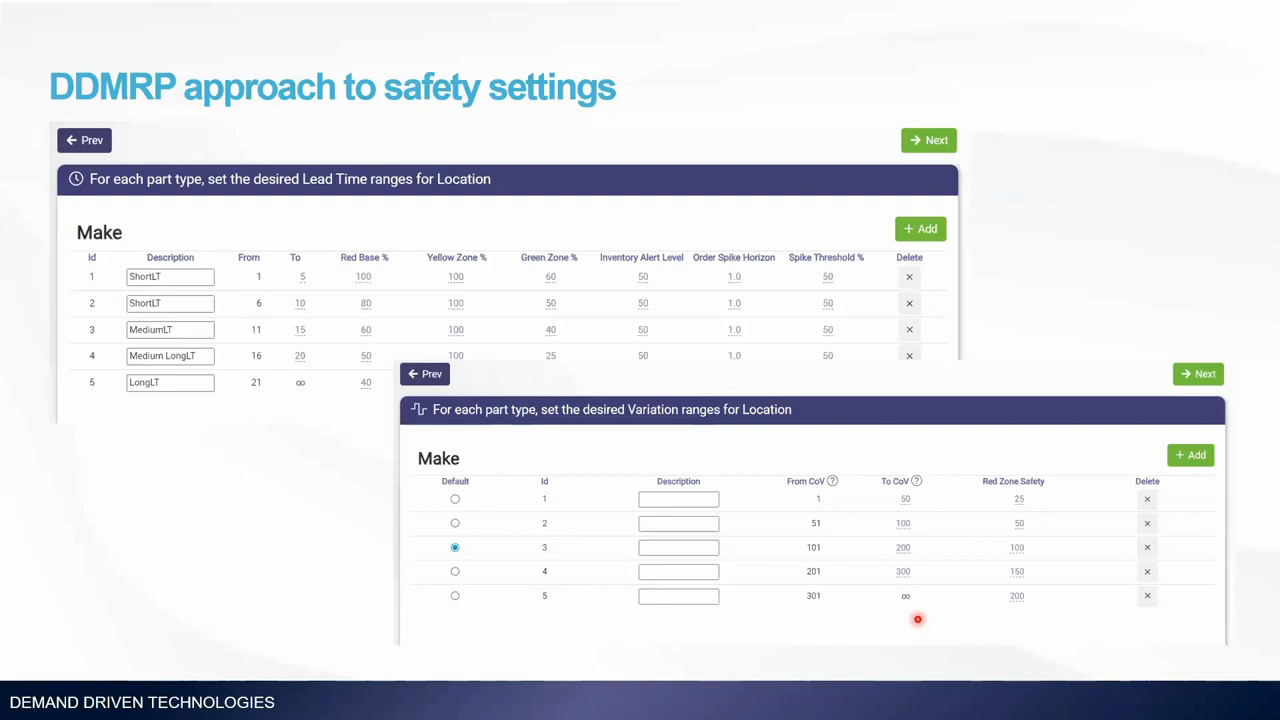 DDMRP approach to safety settings
← Prev
→ Next
For each part type, set the desired Lead Time ranges for Location
Make
+ Add
Id Description From To Red Base % Yellow Zone % Green Zone % Inventory Alert Level Order Spike Horizon Spike Threshold % Delete
1 ShortLT 1 5 100 100 60 50 1.0 50 ×
2 ShortLT 6 10 80 100 50 50 1.0 50 ×
3 MediumLT 11 15 60 100 40 50 1.0 50 ×
4 Medium LongLT 16 20 50 100 25 50 1.0 50 ×
5 LongLT 21 ∞ 40
← Prev
→ Next
For each part type, set the desired Variation ranges for Location
Make
+ Add
Default Id Description From CoV ? To CoV ? Red Zone Safety Delete
1 1 50 25 ×
2 51 100 50 ×
3 101 200 100 ×
4 201 300 150 ×
5 301 ∞ 200 ×
DEMAND DRIVEN TECHNOLOGIES